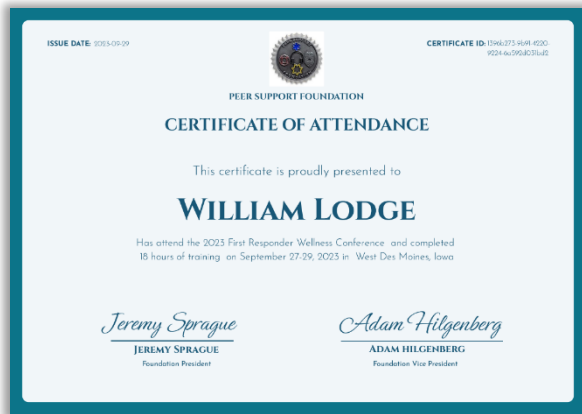 ISSUE DATE: 2023-09-29
CERTIFICATE ID:
PEER SUPPORT FOUNDATION
CERTIFICATE OF ATTENDANCE
This certificate is proudly presented to
WILLIAM LODGE
Has attend the 2023 First Responder Wellness Conference and completed
18 hours of training on September 27-29, 2023 in West Des Moines, Iowa
Jeremy Sprague
Adam Hilgenberg
JEREMY SPRAGUE
ADAM HILGENBERG
Foundation President
Foundation Vice President